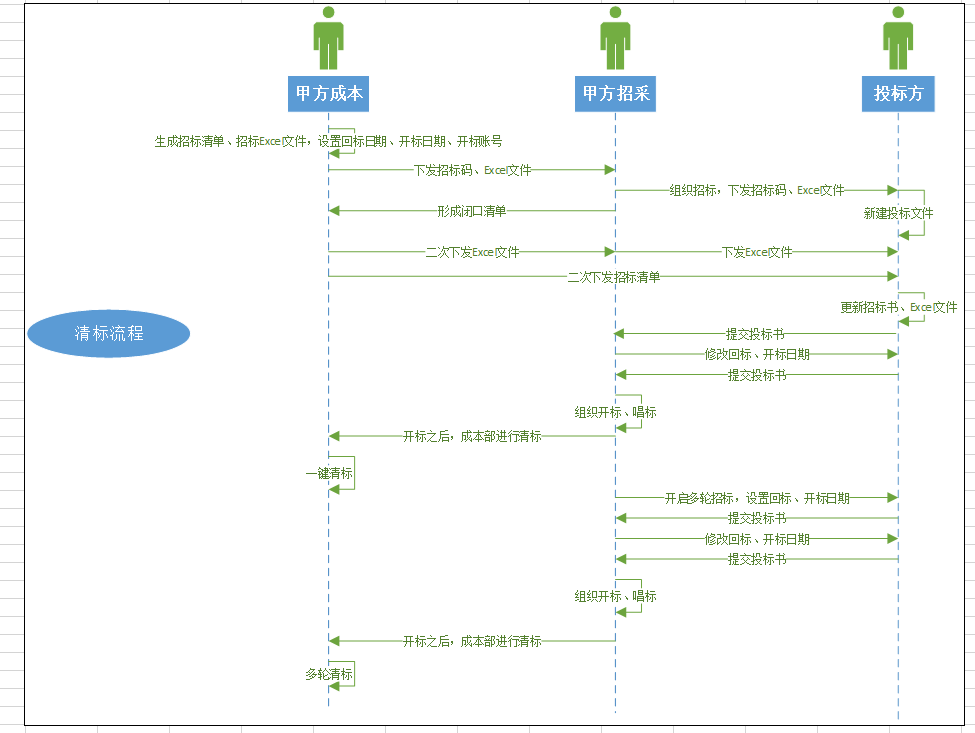 甲方成本
甲方招采
投标方
生成招标清单、招标Excel文件，设置回标日期、开标日期、开标账号
下发招标码、Excel文件
组织招标，下发招标码、Excel文件
形成闭口清单
新建投标文件
二次下发Excel文件
下发Excel文件
二次下发招标清单
更新招标书、Excel文件
清标流程
提交投标书
修改回标、开标日期
提交投标书
组织开标、唱标
开标之后，成本部进行清标
一键清标
开启多轮招标，设置回标、开标日期
提交投标书
修改回标、开标日期
提交投标书
组织开标、唱标
开标之后，成本部进行清标
多轮清标